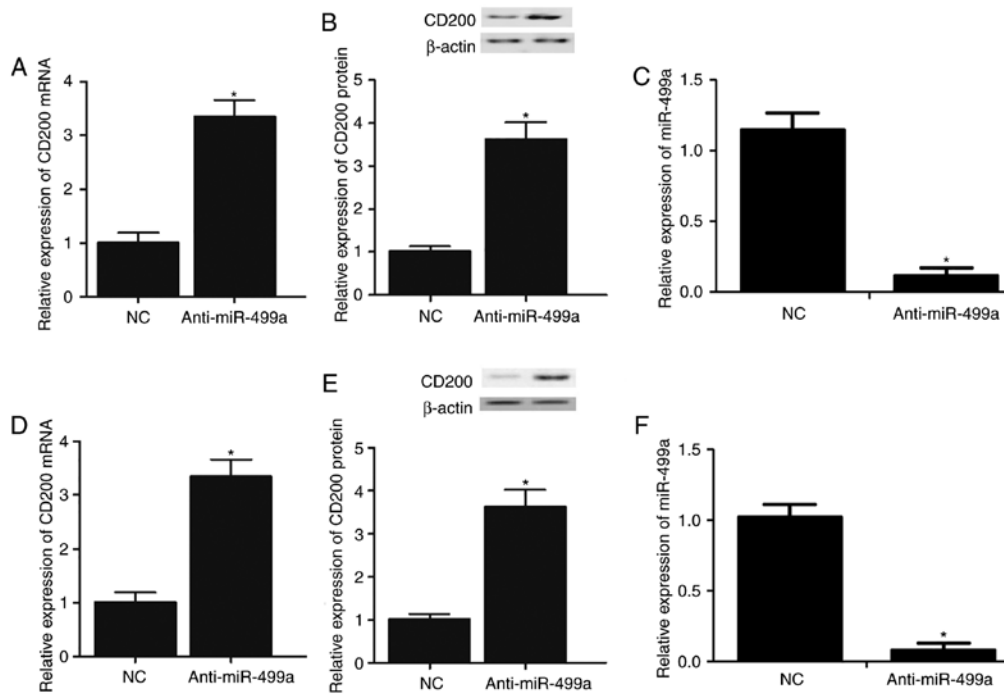 A
Relative expression of CD200 mRNA
4
3
2
1
0
*
NC
Anti-miR-499a
B
CD200
β-actin
Relative expression of CD200 protein
5
4
3
2
1
0
*
NC
Anti-miR-499a
C
Relative expression of miR-499a
1.5
1.0
0.5
0.0
*
NC
Anti-miR-499a
D
Relative expression of CD200 mRNA
4
3
2
1
0
*
NC
Anti-miR-499a
E
CD200
β-actin
Relative expression of CD200 protein
5
4
3
2
1
0
*
NC
Anti-miR-499a
F
Relative expression of miR-499a
1.5
1.0
0.5
0.0
*
NC
Anti-miR-499a